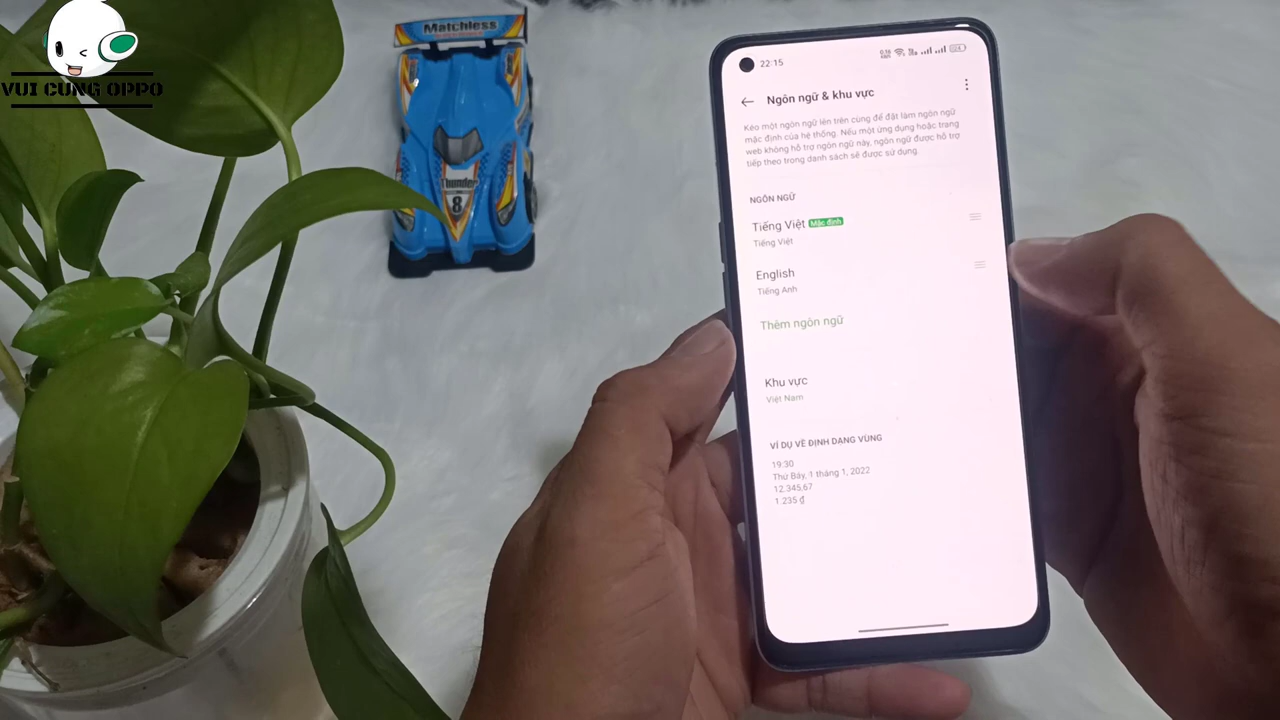 VUI CÙNG OPPO
Matchless
Thunder
8
22:15
Ngôn ngữ & khu vực
Kéo một ngôn ngữ lên trên cùng để đặt làm ngôn ngữ
mặc định của hệ thống. Nếu một ứng dụng hoặc trang
web không hỗ trợ ngôn ngữ này, ngôn ngữ được hỗ trợ
tiếp theo trong danh sách sẽ được sử dụng.
NGÔN NGỮ
Tiếng Việt Mặc định
Tiếng Việt
English
Tiếng Anh
Thêm ngôn ngữ
Khu vực
Việt Nam
VÍ DỤ VỀ ĐỊNH DẠNG VÙNG
19:30
Thứ Bảy, 1 tháng 1, 2022
12.345,67
1.235 ₫